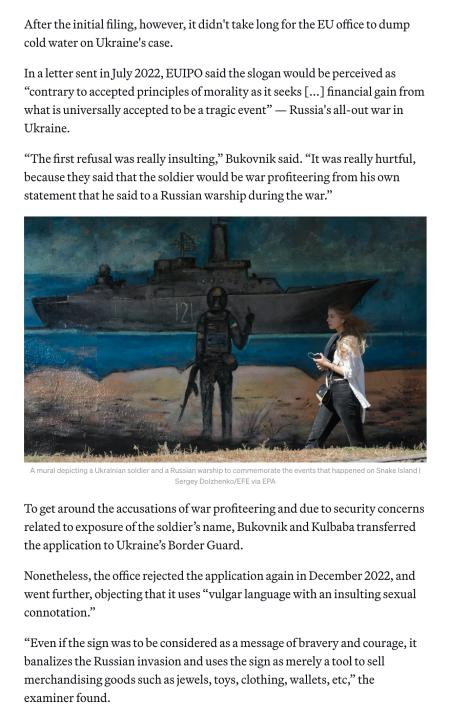 After the initial filing, however, it didn't take long for the EU office to dump
cold water on Ukraine's case.
In a letter sent in July 2022, EUIPO said the slogan would be perceived as
“contrary to accepted principles of morality as it seeks [...] financial gain from
what is universally accepted to be a tragic event” — Russia's all-out war in
Ukraine.
“The first refusal was really insulting,” Bukovnik said. “It was really hurtful,
because they said that the soldier would be war profiteering from his own
statement that he said to a Russian warship during the war.”
121
A mural depicting a Ukrainian soldier and a Russian warship to commemorate the events that happened on Snake Island |
Sergey Dolzhenko/EFE via EPA
To get around the accusations of war profiteering and due to security concerns
related to exposure of the soldier’s name, Bukovnik and Kulbaba transferred
the application to Ukraine’s Border Guard.
Nonetheless, the office rejected the application again in December 2022, and
went further, objecting that it uses “vulgar language with an insulting sexual
connotation.”
“Even if the sign was to be considered as a message of bravery and courage, it
banalizes the Russian invasion and uses the sign as merely a tool to sell
merchandising goods such as jewels, toys, clothing, wallets, etc,” the
examiner found.